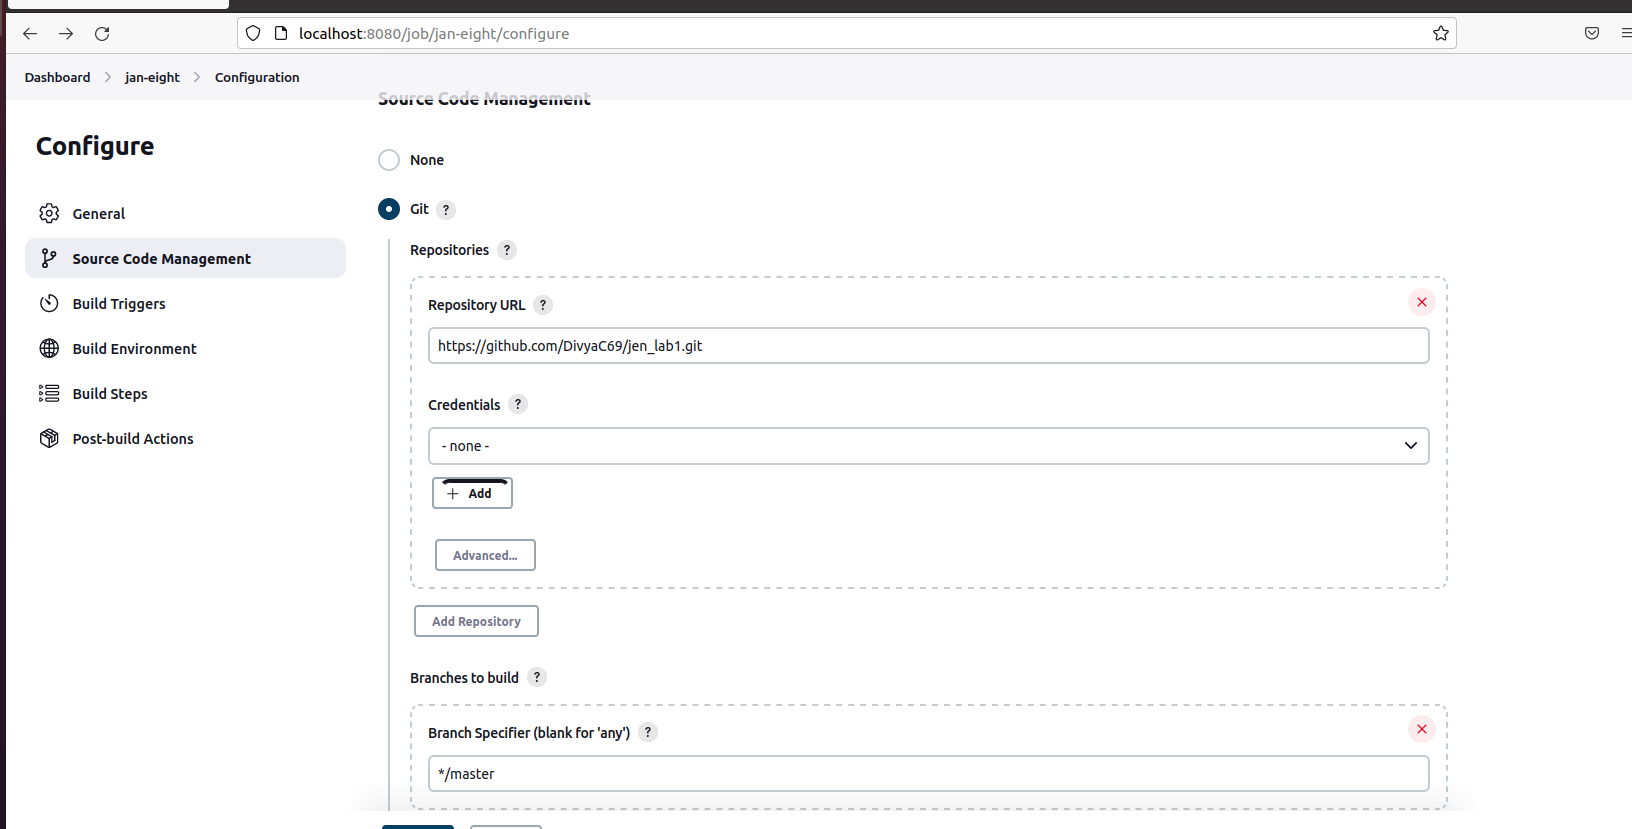 localhost:8080/job/jan-eight/configure
Dashboard > jan-eight > Configuration
Source Code Management
Configure
General
Source Code Management
Build Triggers
Build Environment
Build Steps
Post-build Actions
None
Git ?
Repositories ?
Repository URL ?
https://github.com/DivyaC69/jen_lab1.git
Credentials ?
- none -
+ Add
Advanced...
Add Repository
Branches to build ?
Branch Specifier (blank for 'any') ?
*/master